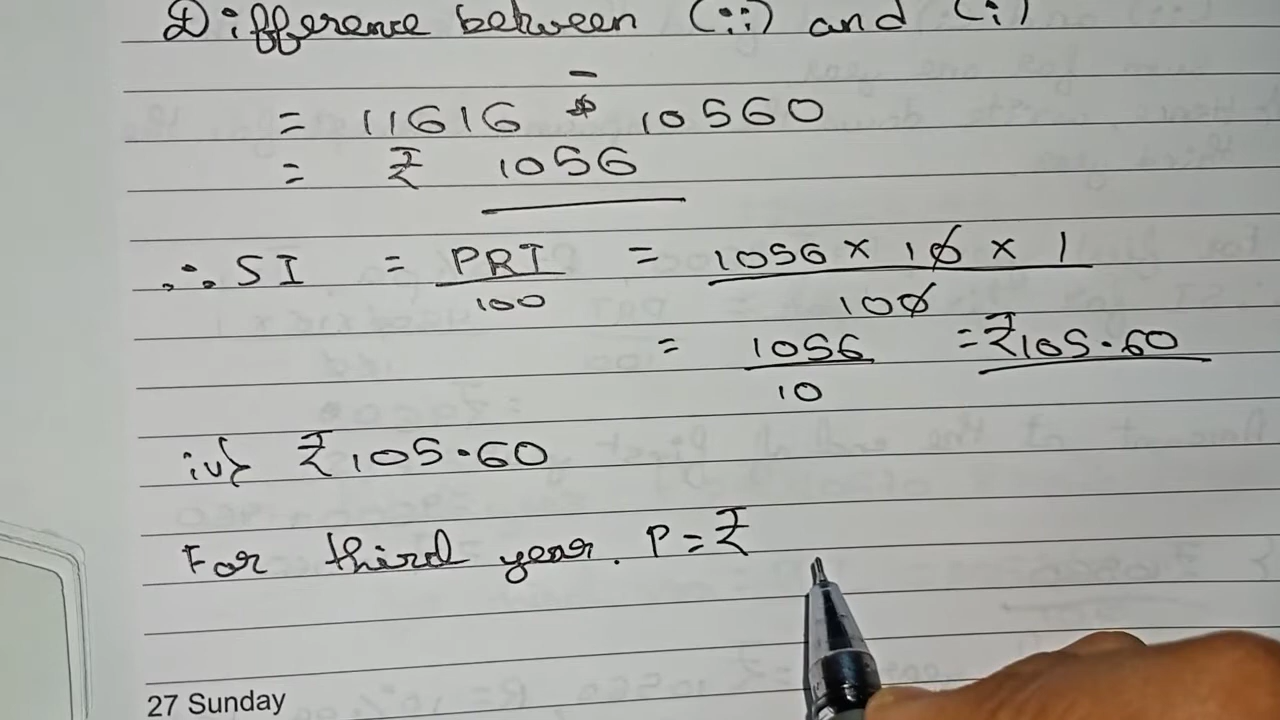 Difference between (ii) and (i)
= 11616 - 10560
= ₹ 1056
∴ SI = PRT/100 = 1056 × 10 × 1/100
= 1056/10 = ₹105.60
iv) ₹105.60
For third year. P = ₹
27 Sunday